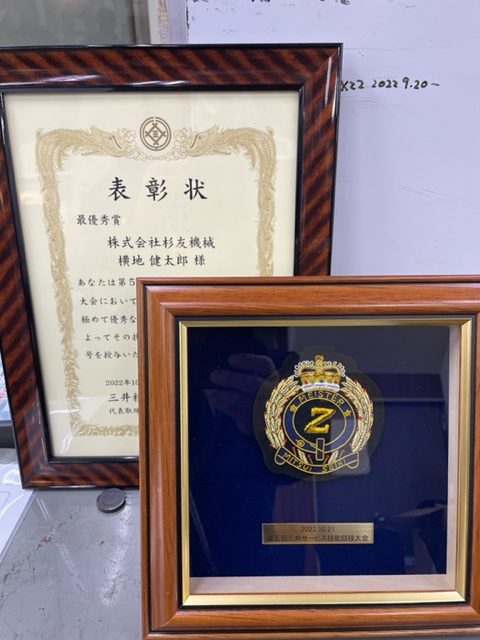 XZZ 2022 9.20~
表彰状
最優秀賞
株式会社杉友機械
横地 健太郎 様
あなたは第5
大会において
極めて優秀な
よってその
号を授与いた
2022年10
三井精
代表取締
MEISTER
Z
MITSUI SEIKI
2022.10.21
第5回三井サービス技能競技大会